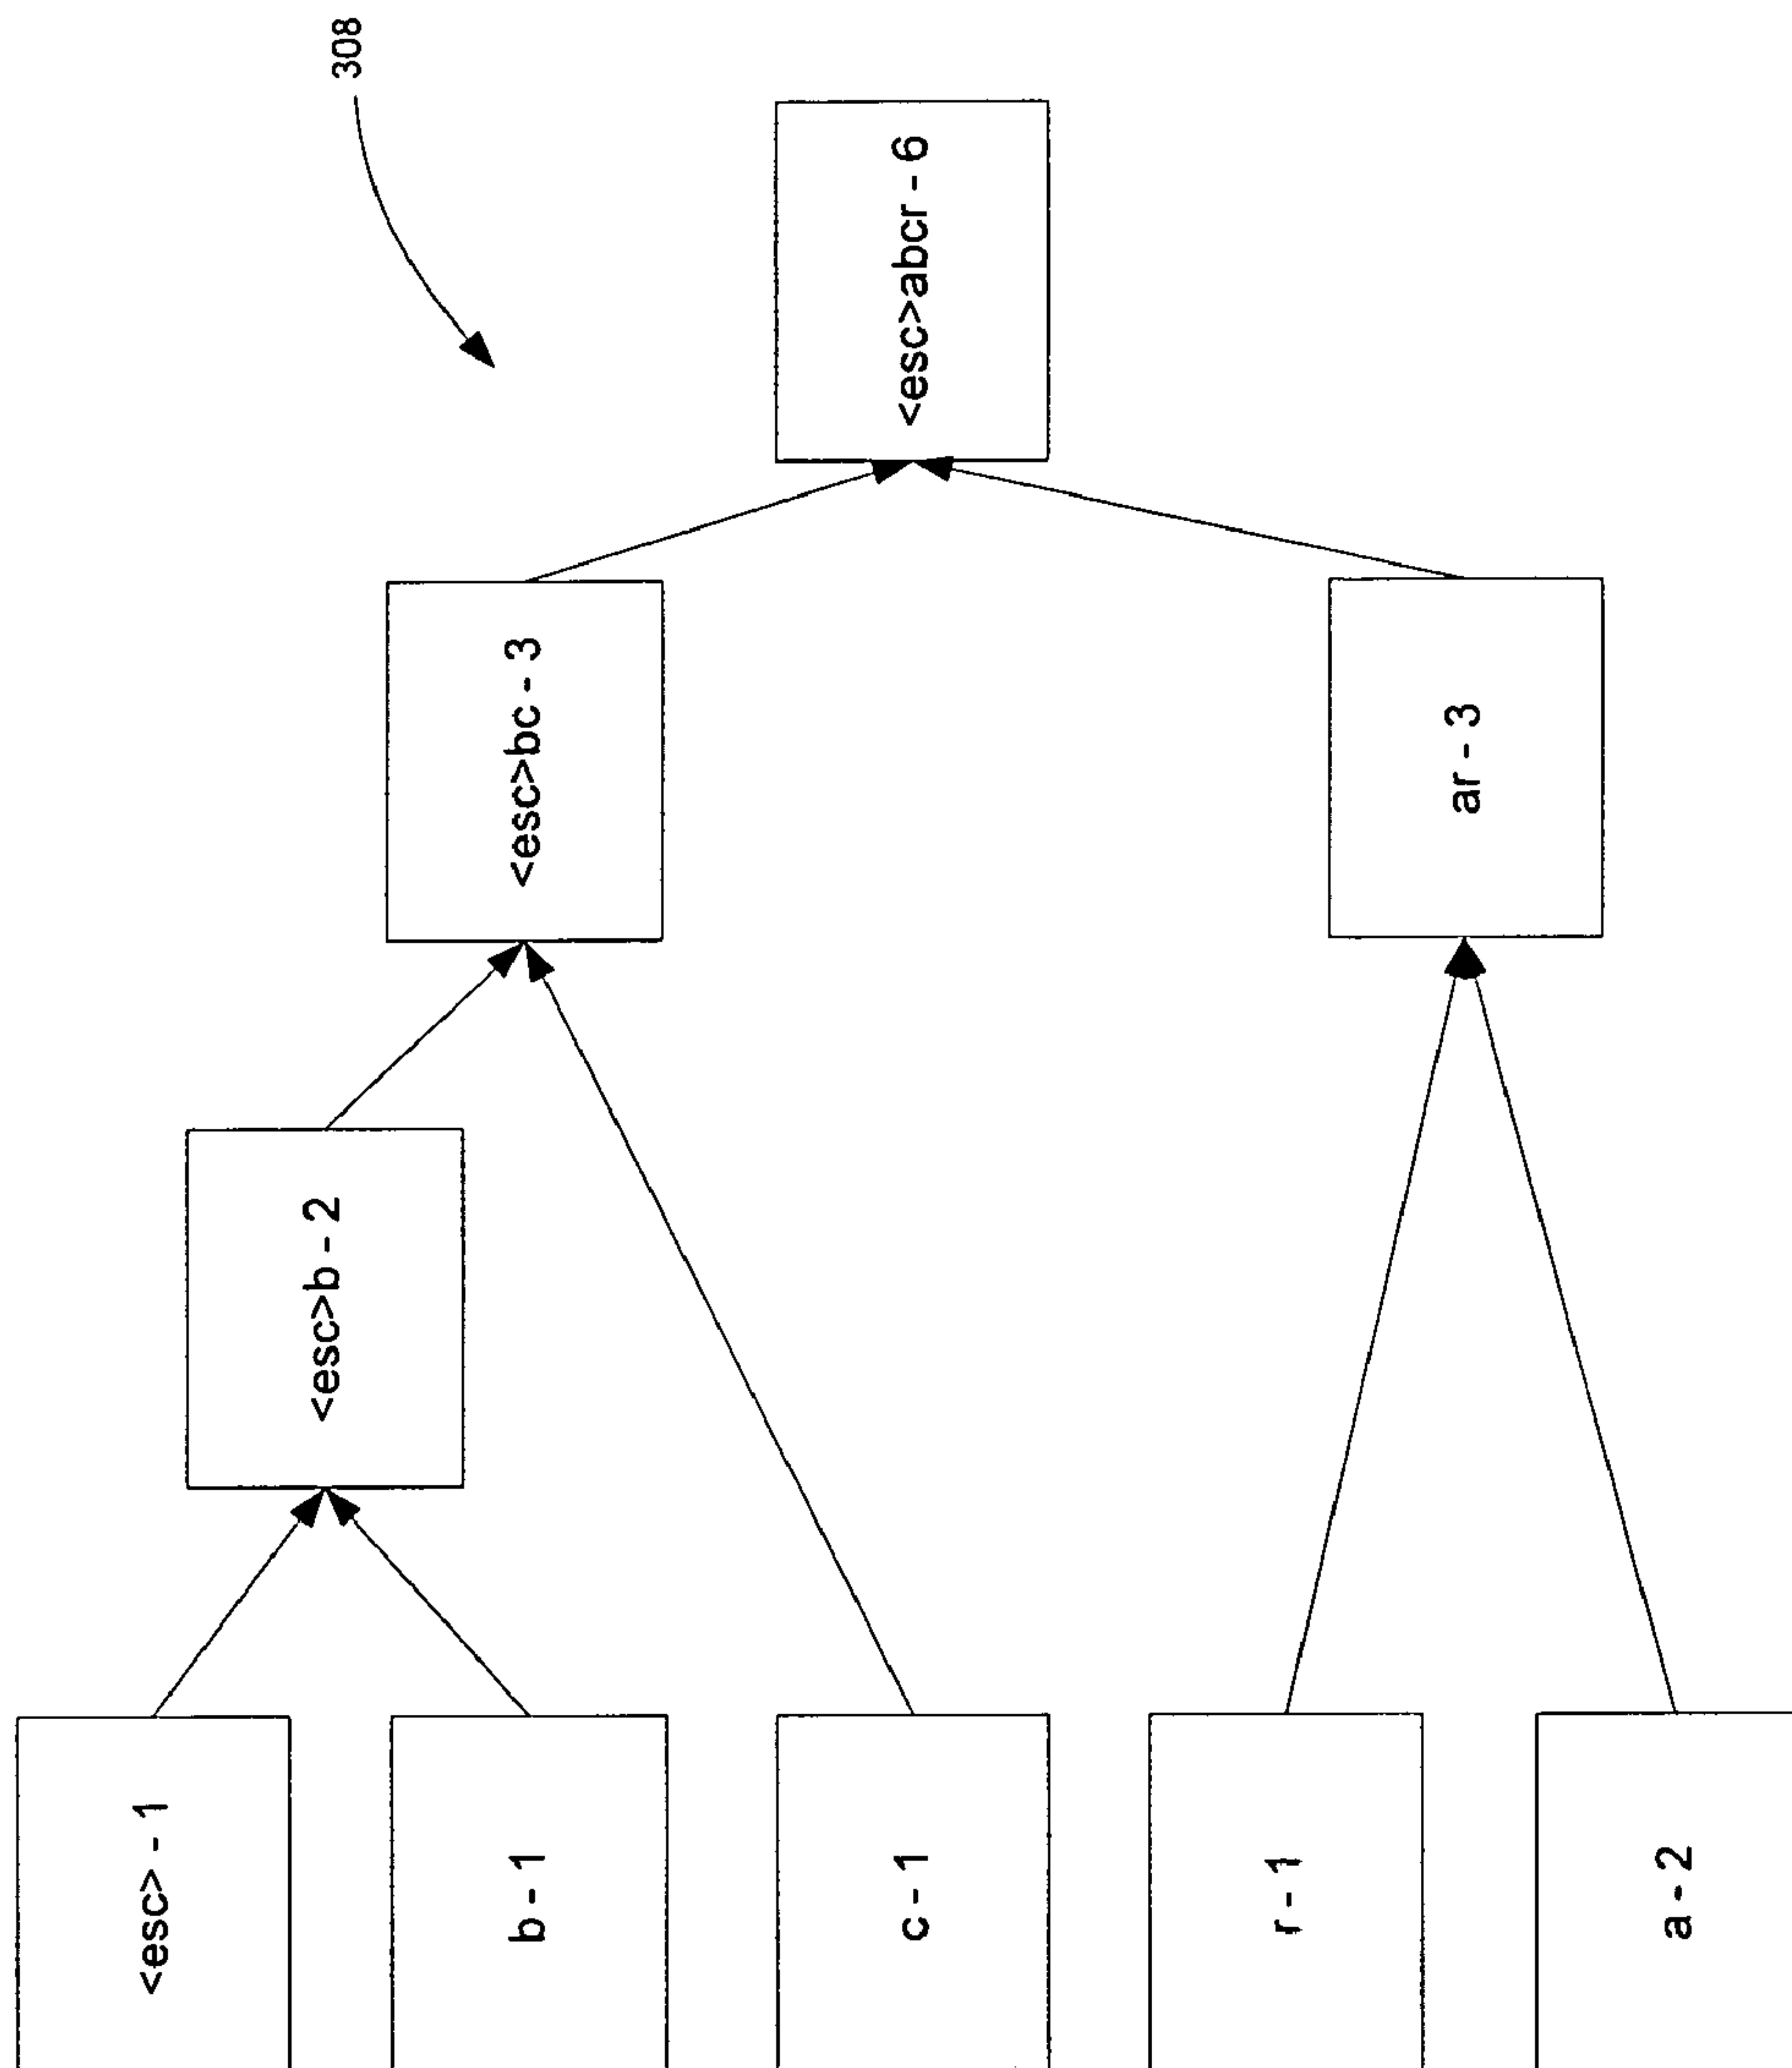 308
<esc>abcr - 6
<esc>bc - 3
ar - 3
<esc>b - 2
<esc> - 1
b - 1
c - 1
r - 1
a - 2